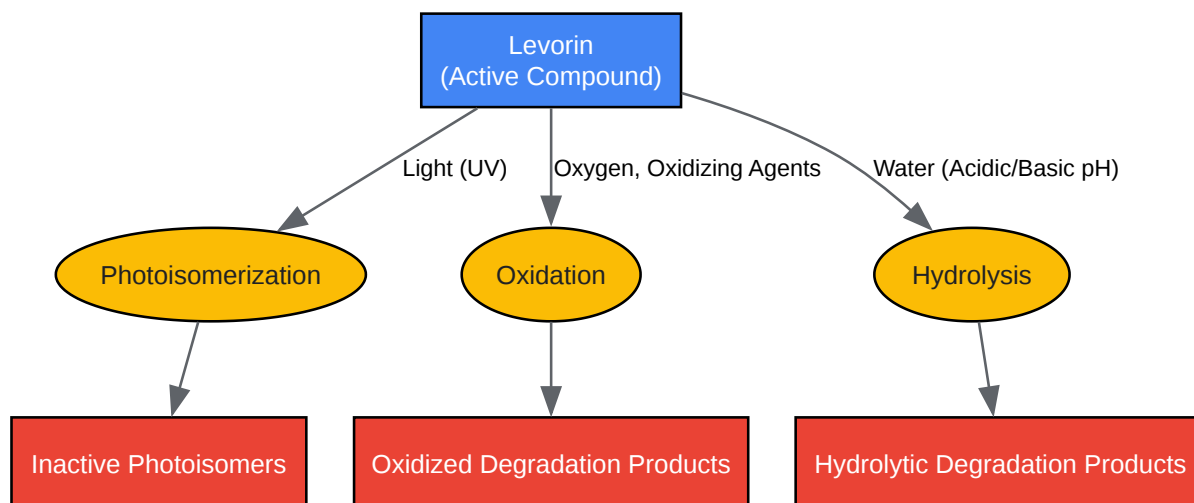 Levorin
(Active Compound)
Light (UV)
Oxygen, Oxidizing Agents
Water (Acidic/Basic pH)
Photoisomerization
Oxidation
Hydrolysis
Inactive Photoisomers
Oxidized Degradation Products
Hydrolytic Degradation Products